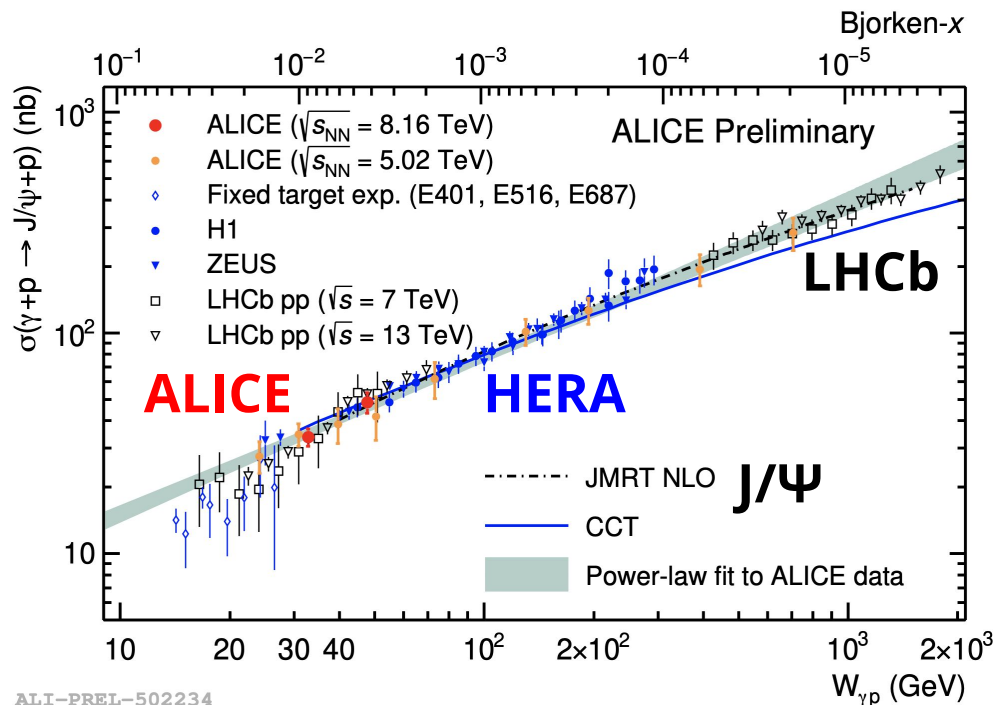 Bjorken-x
10⁻¹ 10⁻² 10⁻³ 10⁻⁴ 10⁻⁵
σ(γ+p → J/ψ+p) (nb)
10³
10²
10
ALICE Preliminary
ALICE (√s_NN = 8.16 TeV)
ALICE (√s_NN = 5.02 TeV)
Fixed target exp. (E401, E516, E687)
H1
ZEUS
LHCb pp (√s = 7 TeV)
LHCb pp (√s = 13 TeV)
LHCb
ALICE
HERA
J/Ψ
JMRT NLO
CCT
Power-law fit to ALICE data
10 20 30 40 10² 2×10² 10³ 2×10³
W_γp (GeV)
ALI-PREL-502234